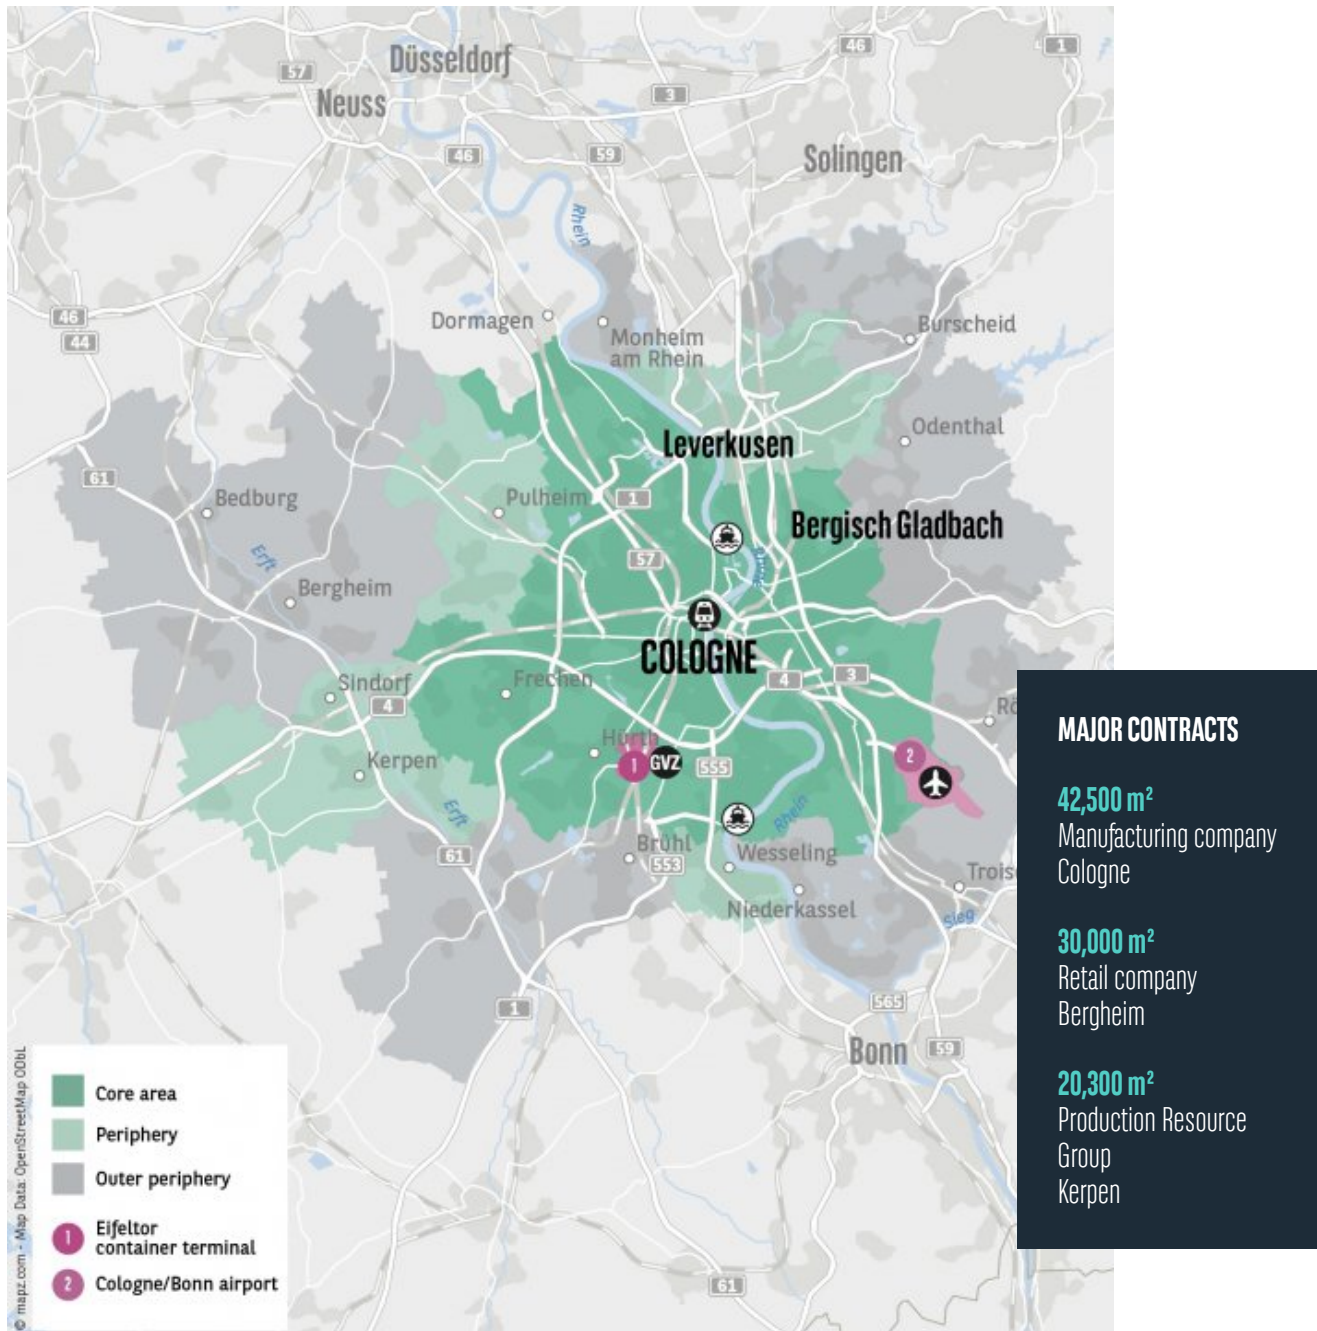 Düsseldorf
Neuss
Solingen
57
46
1
3
46
59
Rhein
46
44
Dormagen
Monheim
am Rhein
Burscheid
Leverkusen
Odenthal
61
Bedburg
Pulheim
1
Bergisch Gladbach
Erft
57
Bergheim
COLOGNE
Sindorf
4
Frechen
4
3
Kerpen
Hürth
1
GVZ
555
2
Erft
Rhein
61
Brühl
553
Wesseling
Niederkassel
Sieg
1
565
Bonn
59
61
Core area
Periphery
Outer periphery
1
Eifeltor
container terminal
2
Cologne/Bonn airport
© mapz.com - Map Data: OpenStreetMap ODbL
MAJOR CONTRACTS
42,500 m²
Manufacturing company
Cologne
30,000 m²
Retail company
Bergheim
20,300 m²
Production Resource
Group
Kerpen